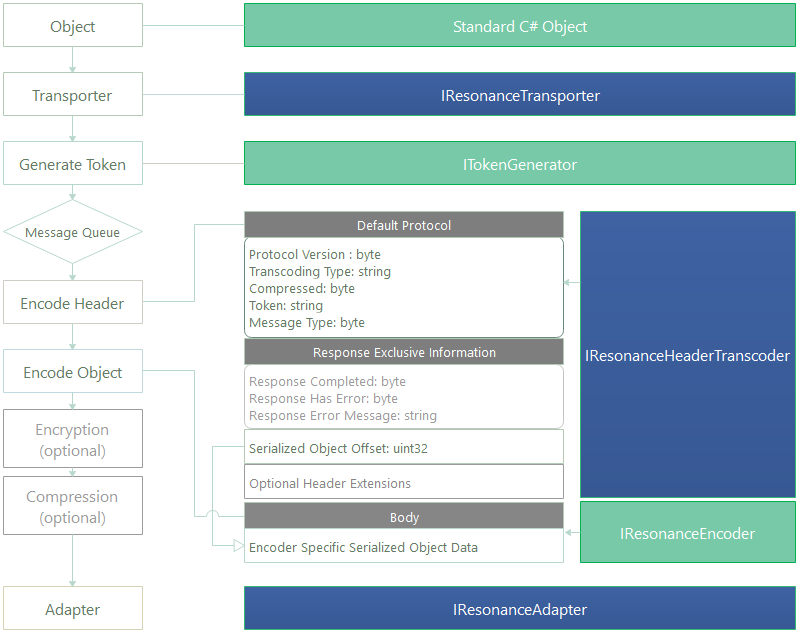 Object
Standard C# Object
Transporter
IResonanceTransporter
Generate Token
ITokenGenerator
Message Queue
Encode Header
Encode Object
Encryption
(optional)
Compression
(optional)
Adapter
Default Protocol
Protocol Version : byte
Transcoding Type: string
Compressed: byte
Token: string
Message Type: byte
Response Exclusive Information
Response Completed: byte
Response Has Error: byte
Response Error Message: string
Serialized Object Offset: uint32
Optional Header Extensions
Body
Encoder Specific Serialized Object Data
IResonanceHeaderTranscoder
IResonanceEncoder
IResonanceAdapter